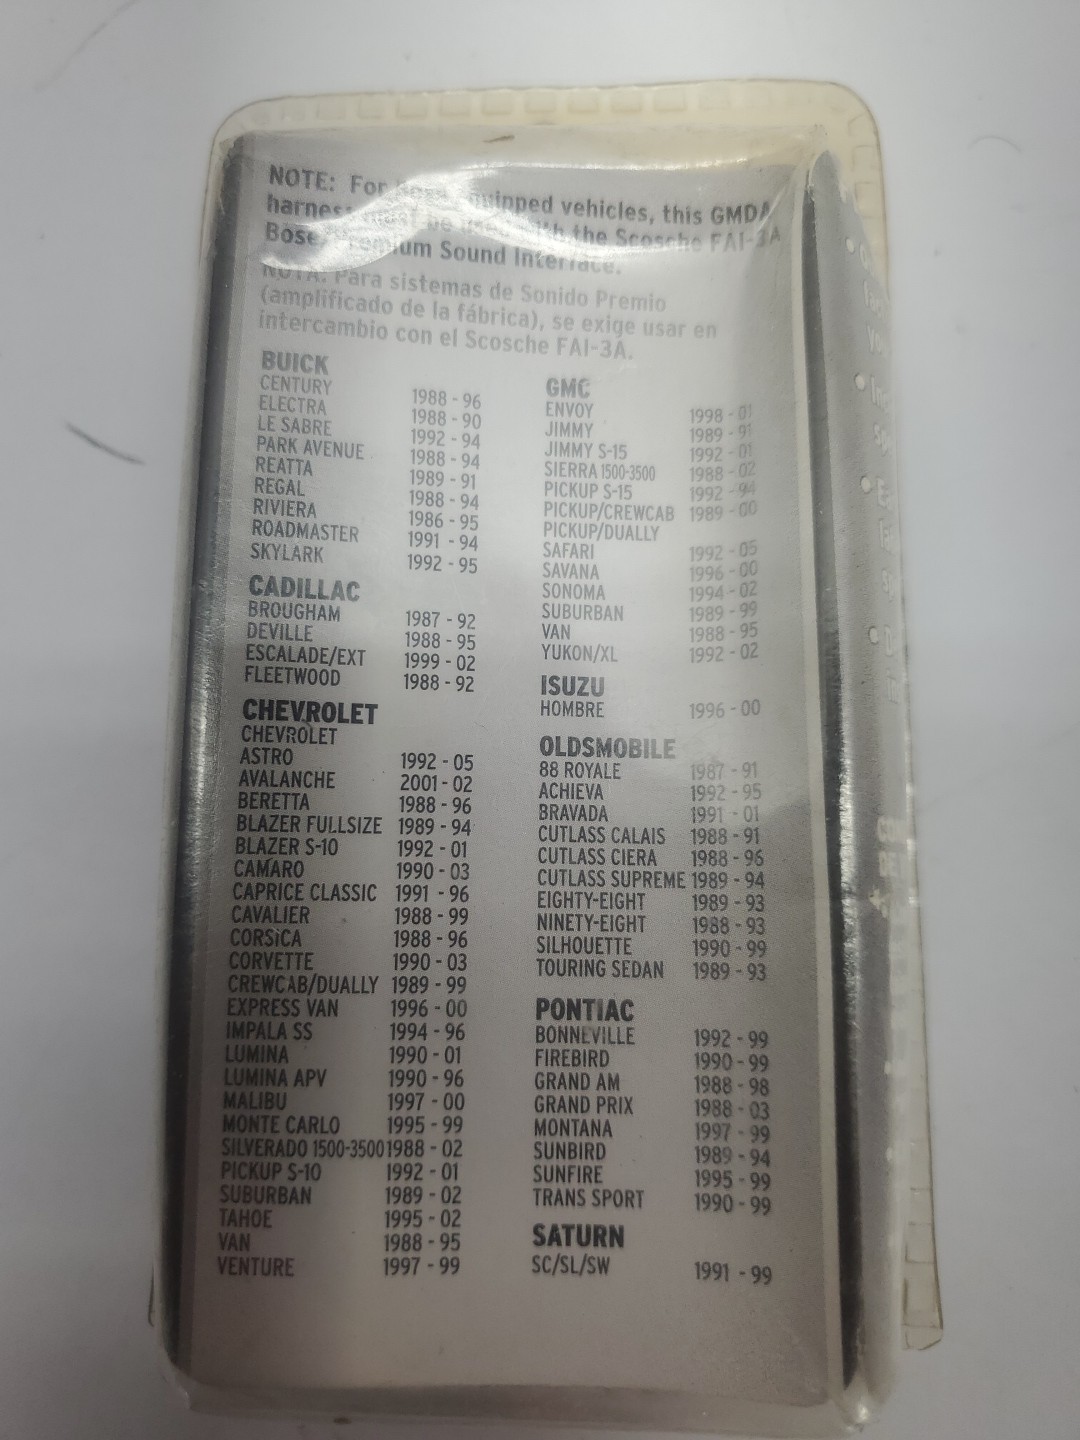 NOTE: For Bose equipped vehicles, this GMDA
harness must be used with the Scosche FAI-3A
Bose Premium Sound Interface.
NOTA: Para sistemas de Sonido Premio
(amplificado de la fábrica), se exige usar en
intercambio con el Scosche FAI-3A.
BUICK
CENTURY 1988 - 96
ELECTRA 1988 - 90
LE SABRE 1992 - 94
PARK AVENUE 1988 - 94
REATTA 1989 - 91
REGAL 1988 - 94
RIVIERA 1986 - 95
ROADMASTER 1991 - 94
SKYLARK 1992 - 95
CADILLAC
BROUGHAM 1987 - 92
DEVILLE 1988 - 95
ESCALADE/EXT 1999 - 02
FLEETWOOD 1988 - 92
CHEVROLET
CHEVROLET
ASTRO 1992 - 05
AVALANCHE 2001 - 02
BERETTA 1988 - 96
BLAZER FULLSIZE 1989 - 94
BLAZER S-10 1992 - 01
CAMARO 1990 - 03
CAPRICE CLASSIC 1991 - 96
CAVALIER 1988 - 99
CORSICA 1988 - 96
CORVETTE 1990 - 03
CREWCAB/DUALLY 1989 - 99
EXPRESS VAN 1996 - 00
IMPALA SS 1994 - 96
LUMINA 1990 - 01
LUMINA APV 1990 - 96
MALIBU 1997 - 00
MONTE CARLO 1995 - 99
SILVERADO 1500-3500 1988 - 02
PICKUP S-10 1992 - 01
SUBURBAN 1989 - 02
TAHOE 1995 - 02
VAN 1988 - 95
VENTURE 1997 - 99
GMC
ENVOY 1998 - 01
JIMMY 1989 - 91
JIMMY S-15 1992 - 01
SIERRA 1500-3500 1988 - 02
PICKUP S-15 1992 - 94
PICKUP/CREWCAB 1989 - 00
PICKUP/DUALLY
SAFARI 1992 - 05
SAVANA 1996 - 00
SONOMA 1994 - 02
SUBURBAN 1989 - 99
VAN 1988 - 95
YUKON/XL 1992 - 02
ISUZU
HOMBRE 1996 - 00
OLDSMOBILE
88 ROYALE 1987 - 91
ACHIEVA 1992 - 95
BRAVADA 1991 - 01
CUTLASS CALAIS 1988 - 91
CUTLASS CIERA 1988 - 96
CUTLASS SUPREME 1989 - 94
EIGHTY-EIGHT 1989 - 93
NINETY-EIGHT 1988 - 93
SILHOUETTE 1990 - 99
TOURING SEDAN 1989 - 93
PONTIAC
BONNEVILLE 1992 - 99
FIREBIRD 1990 - 99
GRAND AM 1988 - 98
GRAND PRIX 1988 - 03
MONTANA 1997 - 99
SUNBIRD 1989 - 94
SUNFIRE 1995 - 99
TRANS SPORT 1990 - 99
SATURN
SC/SL/SW 1991 - 99